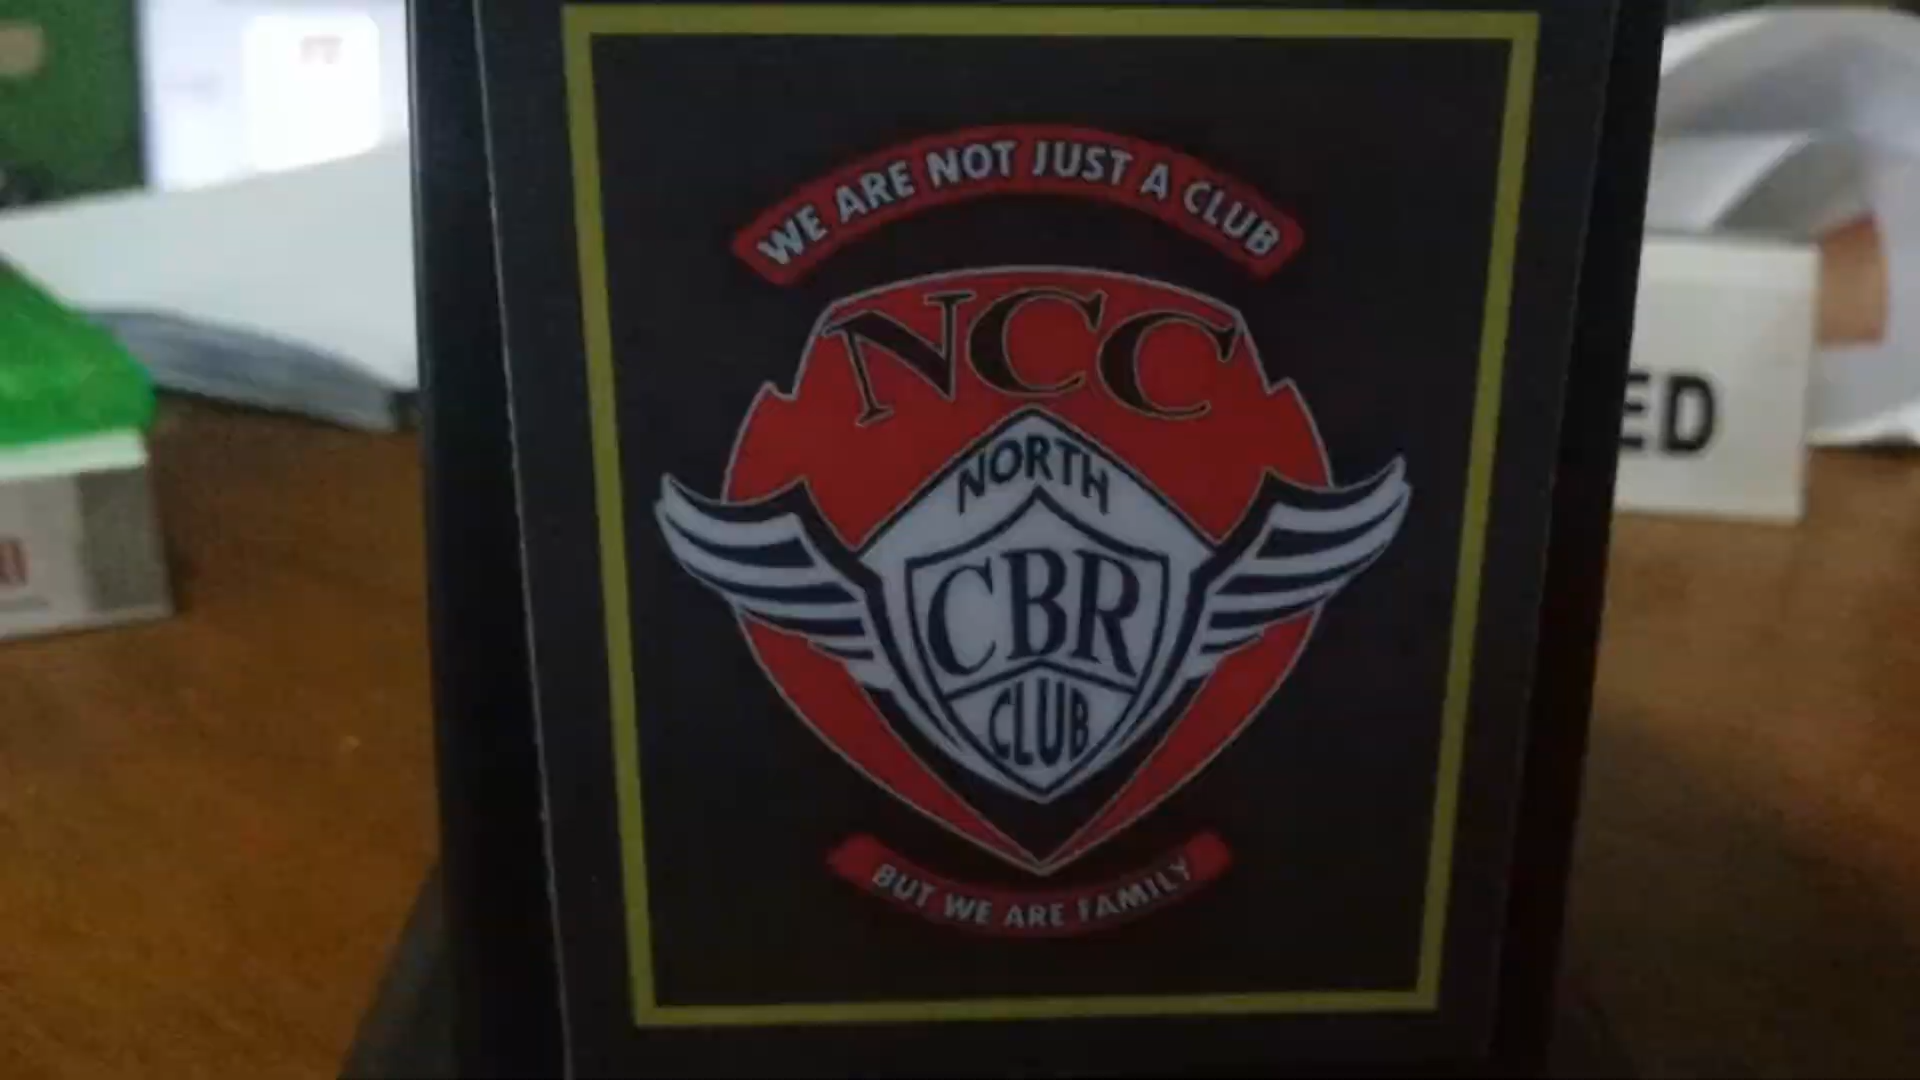 WE ARE NOT JUST A CLUB
NCC
NORTH
CBR
CLUB
BUT WE ARE FAMILY
ED